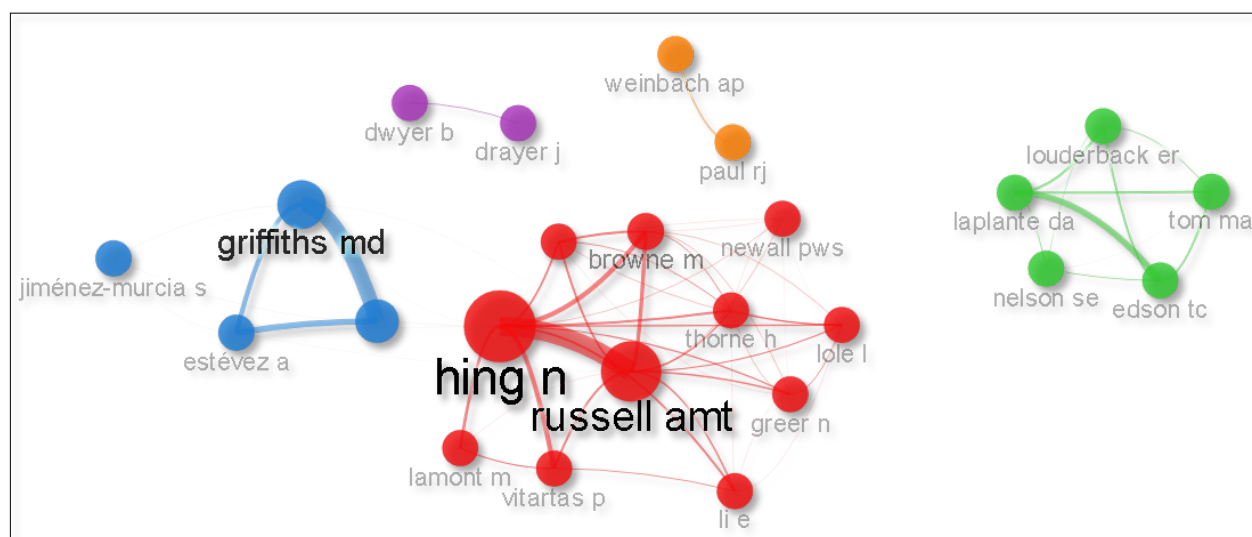 weinbach ap
dwyer b
drayer j
paul rj
louderback er
laplante da
tom ma
nelson se
edson tc
griffiths md
jiménez-murcia s
estévez a
browne m
newall pws
thorne h
lole l
hing n
russell amt
greer n
lamont m
vitartas p
li e